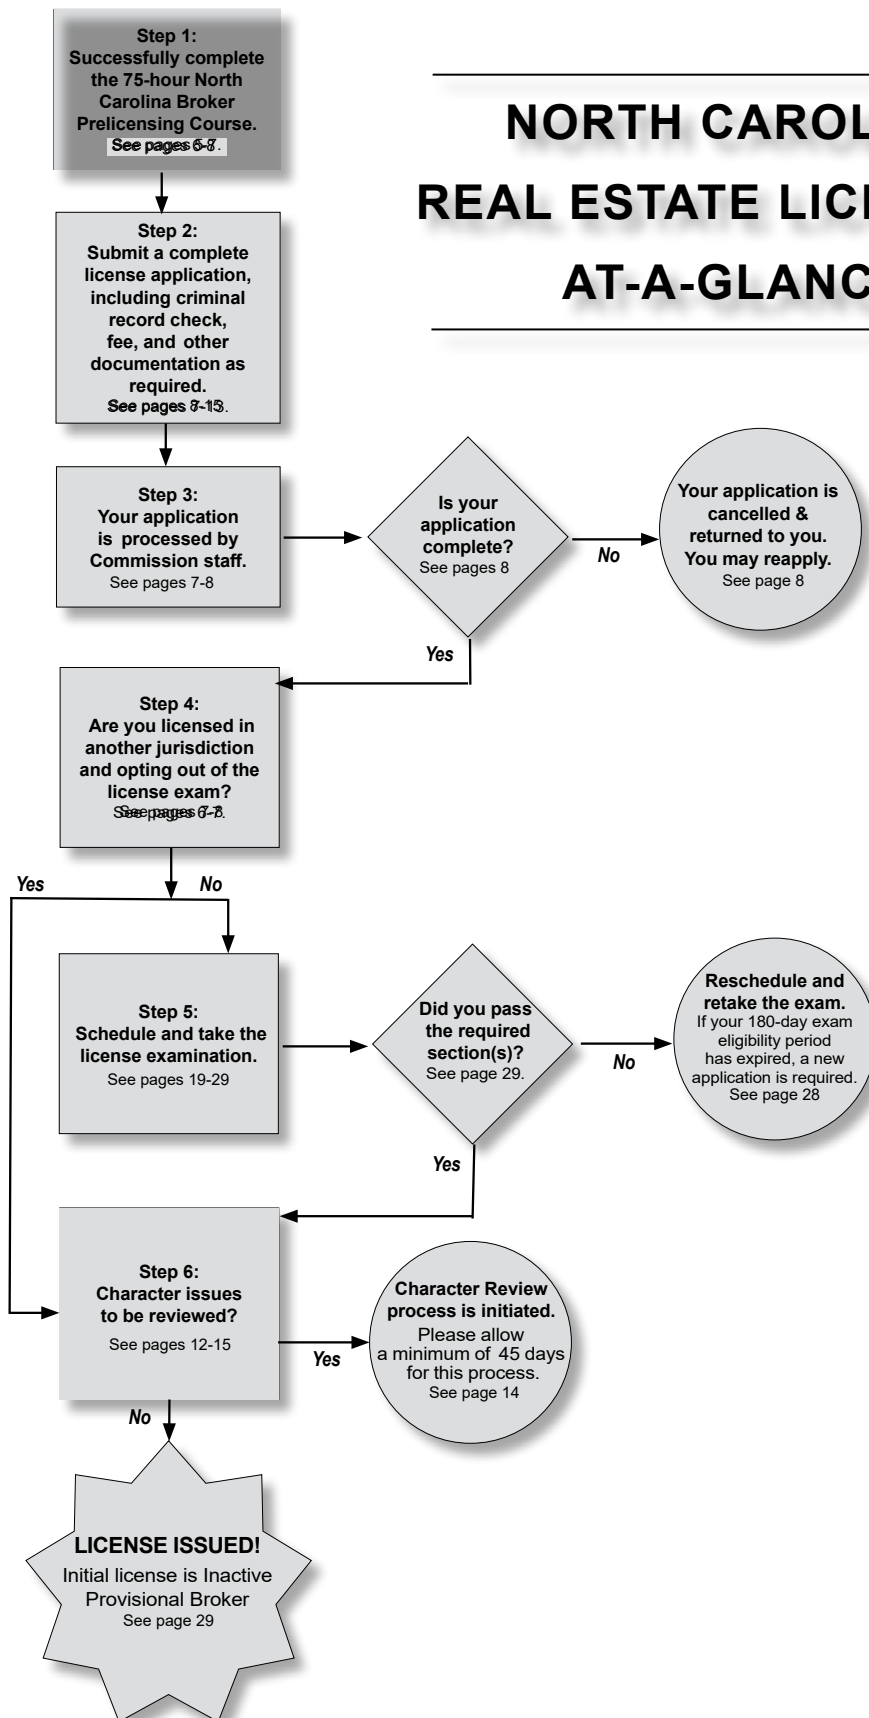 Step 1:
Successfully complete
the 75-hour North
Carolina Broker
Prelicensing Course.
See pages
NORTH CAROL
REAL ESTATE LIC
AT-A-GLANC
Step 2:
Submit a complete
license application,
including criminal
record check,
fee, and other
documentation as
required.
See pages
Step 3:
Your application
is processed by
Commission staff.
See pages 7-8
Is your
application
complete?
See pages 8
No
Your application is
cancelled &
returned to you.
You may reapply.
See page 8
Yes
Step 4:
Are you licensed in
another jurisdiction
and opting out of the
license exam?
See pages
Yes
No
Step 5:
Schedule and take the
license examination.
See pages 19-29
Did you pass
the required
section(s)?
See page 29.
No
Reschedule and
retake the exam.
If your 180-day exam
eligibility period
has expired, a new
application is required.
See page 28
Yes
Step 6:
Character issues
to be reviewed?
See pages 12-15
Yes
Character Review
process is initiated.
Please allow
a minimum of 45 days
for this process.
See page 14
No
LICENSE ISSUED!
Initial license is Inactive
Provisional Broker
See page 29